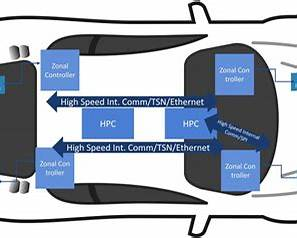 Zonal
Controller
Zonal Con
troller
High Speed Int. Comm/TSN/Ethernet
HPC
HPC
High Speed Internal
Comm/SPI
High Speed Int. Comm/TSN/Ethernet
Zonal Con
troller
Zonal Con
troller